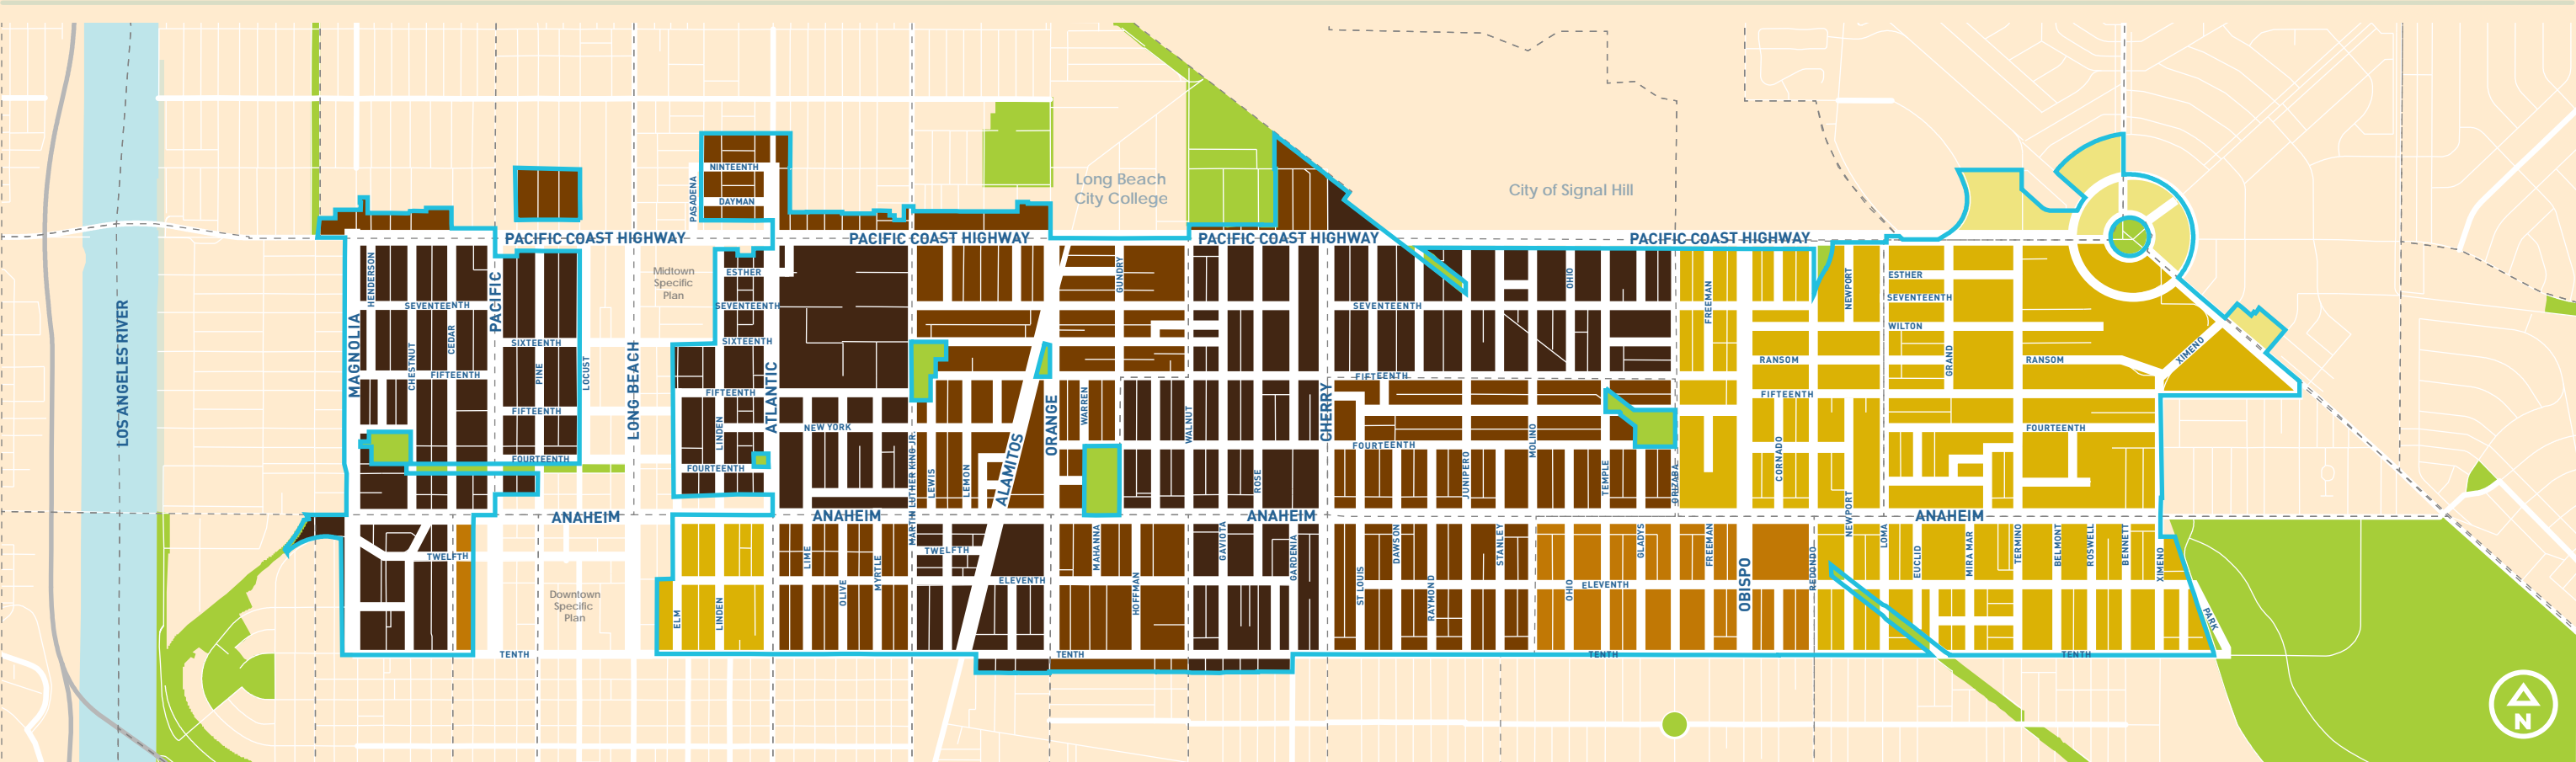 NINTEENTH
PASADENA
DAYMAN
Long Beach
City College
City of Signal Hill
PACIFIC COAST HIGHWAY
PACIFIC COAST HIGHWAY
PACIFIC COAST HIGHWAY
PACIFIC COAST HIGHWAY
LOS ANGELES RIVER
MAGNOLIA
HENDERSON
SEVENTEENTH
CHESTNUT
CEDAR
FIFTEENTH
PACIFIC
SIXTEENTH
PINE
FIFTEENTH
FOURTEENTH
LOCUST
LONG BEACH
Midtown
Specific
Plan
ESTHER
SEVENTEENTH
SIXTEENTH
FIFTEENTH
LINDEN
FOURTEENTH
ATLANTIC
NEW YORK
MARTIN LUTHER KING JR.
LEWIS
LEMON
ALAMITOS
ORANGE
WARREN
GUNDRY
WALNUT
ROSE
CHERRY
SEVENTEENTH
FIFTEENTH
FOURTEENTH
JUNIPERO
MOLINO
OHIO
TEMPLE
ORIZABA
FREEMAN
RANSOM
FIFTEENTH
CORNADO
NEWPORT
NEWPORT
ESTHER
SEVENTEENTH
WILTON
GRAND
RANSOM
XIMENO
FOURTEENTH
ANAHEIM
ANAHEIM
ANAHEIM
ANAHEIM
TWELFTH
Downtown
Specific
Plan
TENTH
ELM
LINDEN
LIME
OLIVE
MYRTLE
TWELFTH
ELEVENTH
MAHANNA
HOFFMAN
TENTH
GAVIOTA
GARDENIA
ST LOUIS
DAWSON
RAYMOND
STANLEY
OHIO
ELEVENTH
GLADYS
TENTH
FREEMAN
OBISPO
REDONDO
LOMA
EUCLID
MIRA MAR
TERMINO
BELMONT
ROSWELL
BENNETT
XIMENO
PARK
TENTH
N